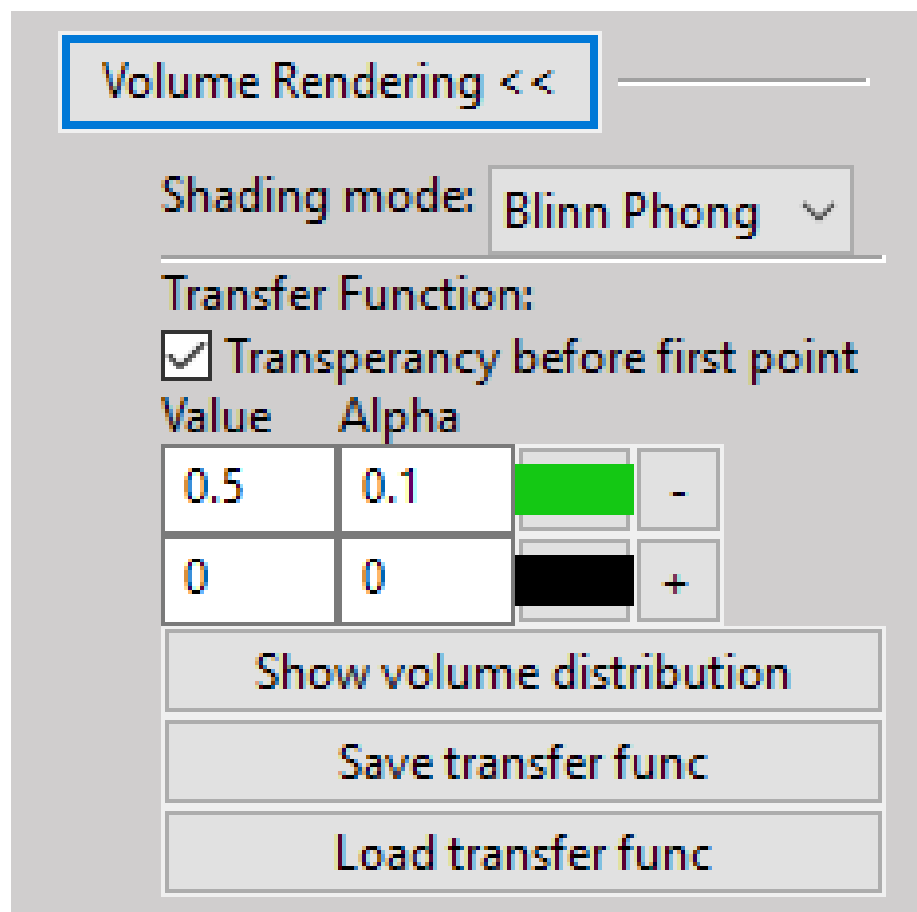 Volume Rendering <<
Shading mode: Blinn Phong
Transfer Function:
Transperancy before first point
Value Alpha
0.5 0.1 -
0 0 +
Show volume distribution
Save transfer func
Load transfer func